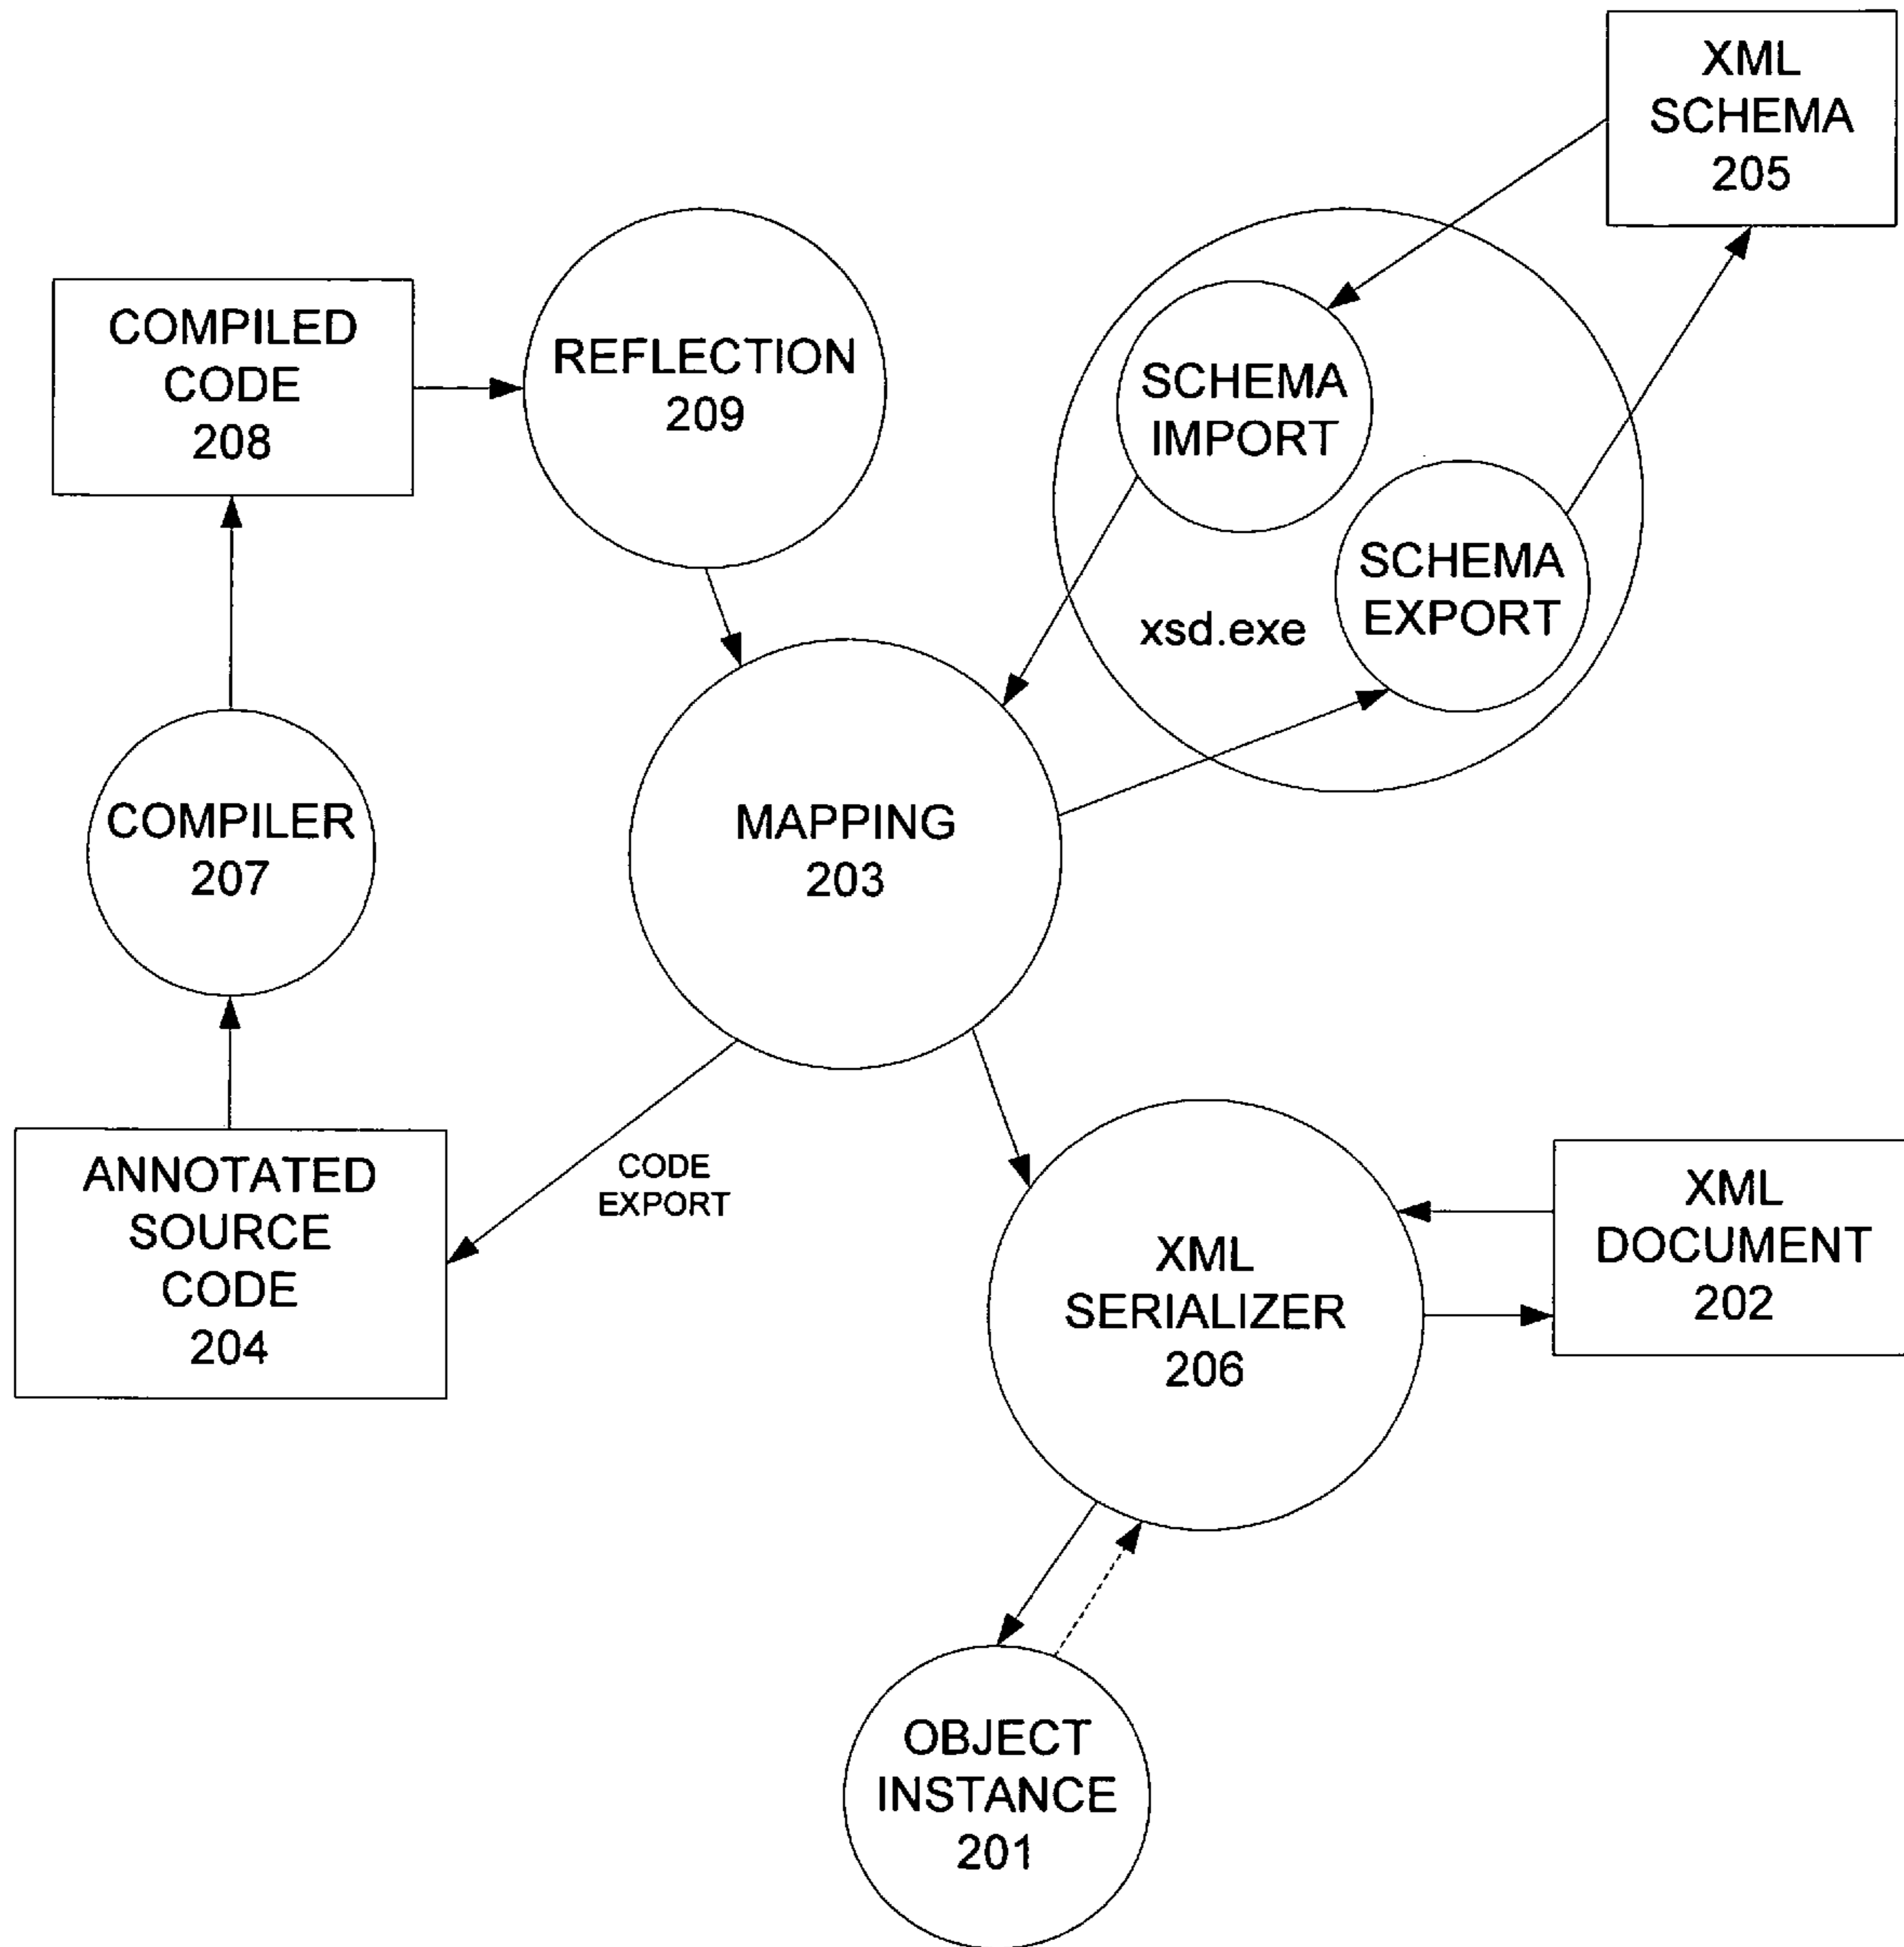 XML
SCHEMA
205
COMPILED
CODE
208
REFLECTION
209
SCHEMA
IMPORT
SCHEMA
EXPORT
xsd.exe
COMPILER
207
MAPPING
203
ANNOTATED
SOURCE
CODE
204
CODE
EXPORT
XML
SERIALIZER
206
XML
DOCUMENT
202
OBJECT
INSTANCE
201